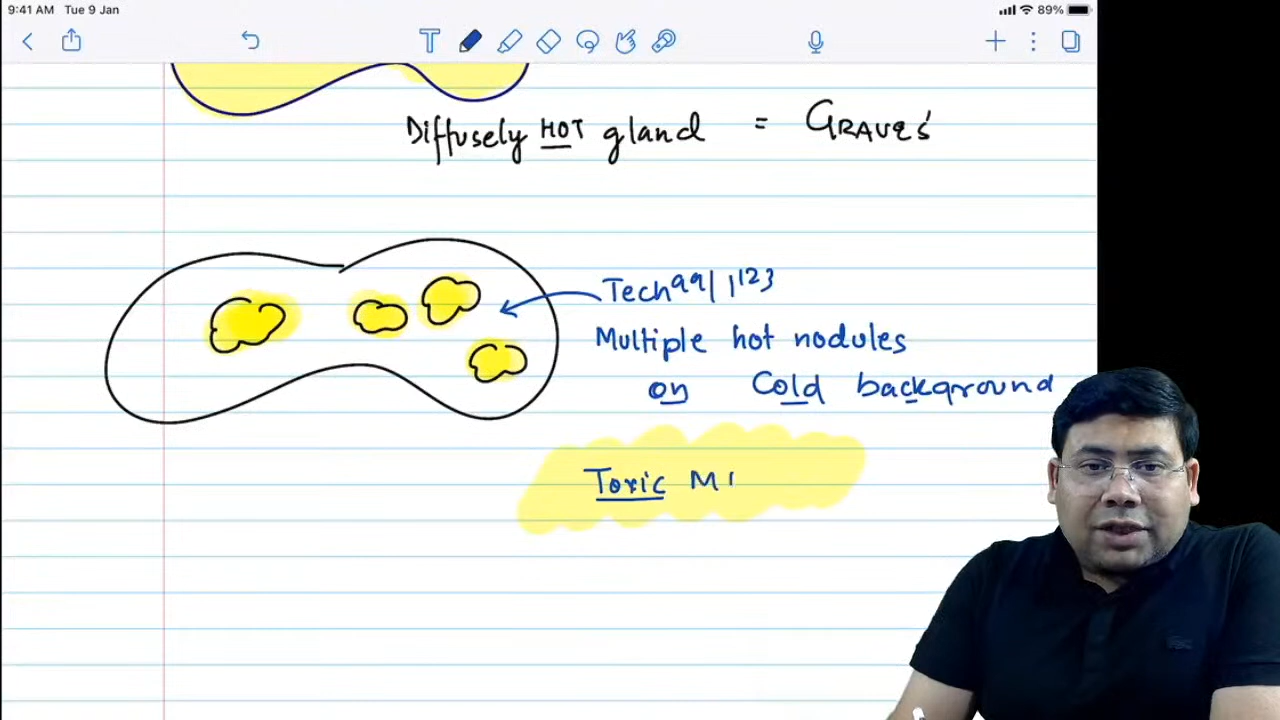 9:41 AM Tue 9 Jan 89%
Diffusely HOT gland = GRAVES'
Tech99/I123
Multiple hot nodules
on Cold background
Toxic M